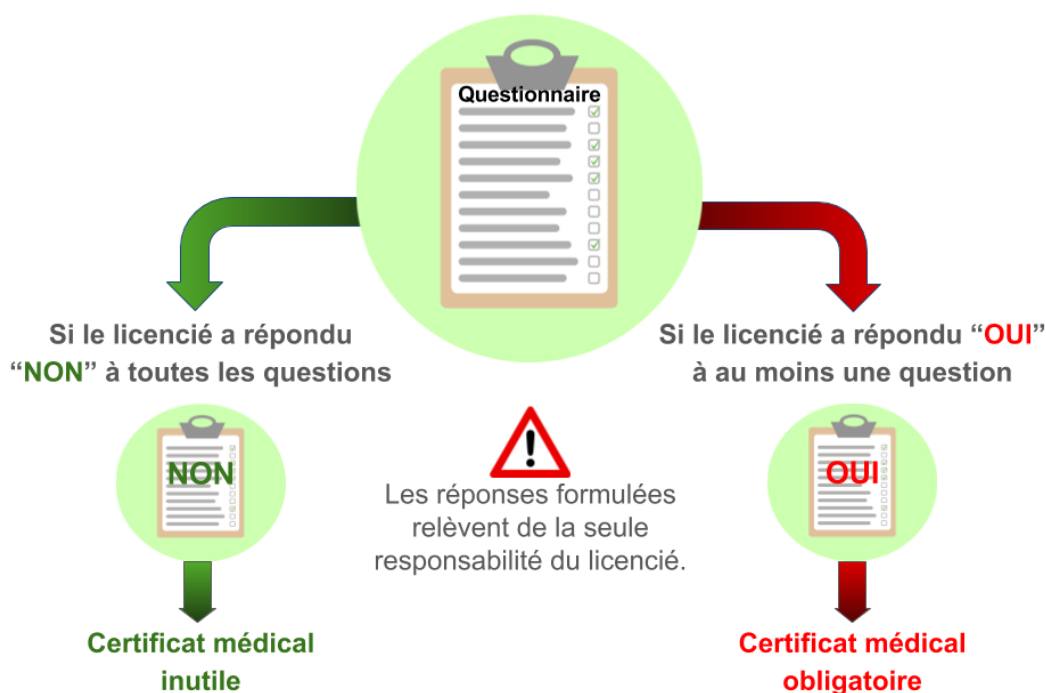 Questionnaire
Si le licencié a répondu
“NON” à toutes les questions
Si le licencié a répondu “OUI”
à au moins une question
NON
OUI
Les réponses formulées
relèvent de la seule
responsabilité du licencié.
Certificat médical
inutile
Certificat médical
obligatoire